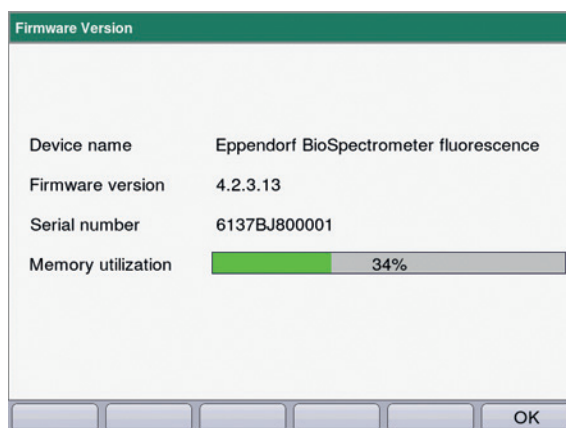 Firmware Version
Device name Eppendorf BioSpectrometer fluorescence
Firmware version 4.2.3.13
Serial number 6137BJ800001
Memory utilization 34%
OK